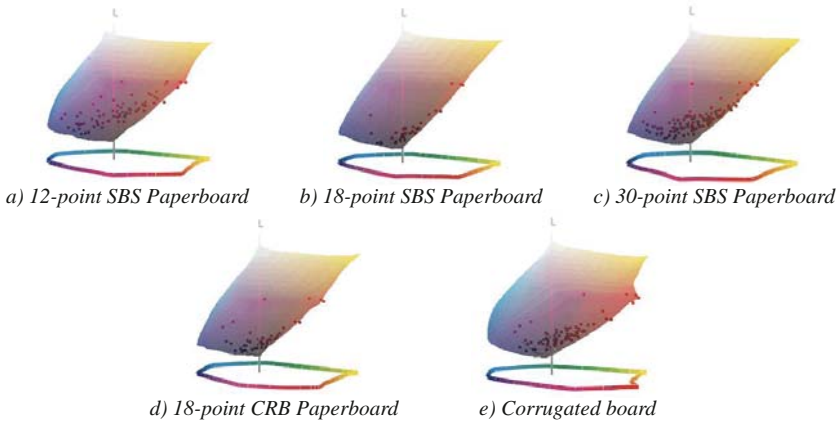 L
L
L
a) 12-point SBS Paperboard
b) 18-point SBS Paperboard
c) 30-point SBS Paperboard
L
L
d) 18-point CRB Paperboard
e) Corrugated board